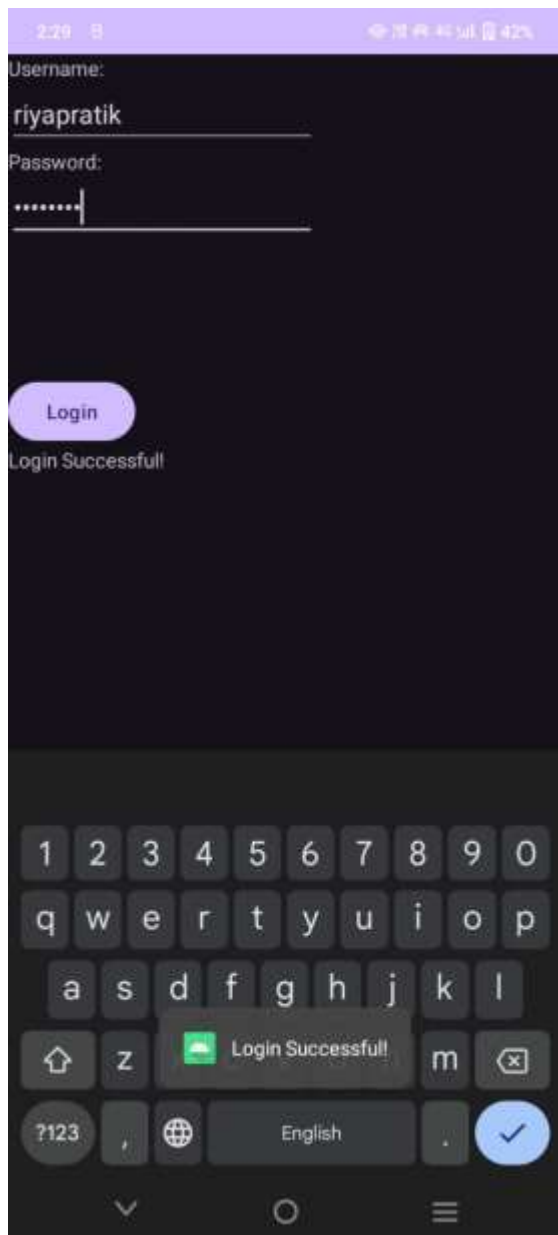 2:29
42%
Username:
riyapratik
Password:
••••••••
Login
Login Successful!
1 2 3 4 5 6 7 8 9 0
q w e r t y u i o p
a s d f g h j k l
z
Login Successful!
m
?123 , English .